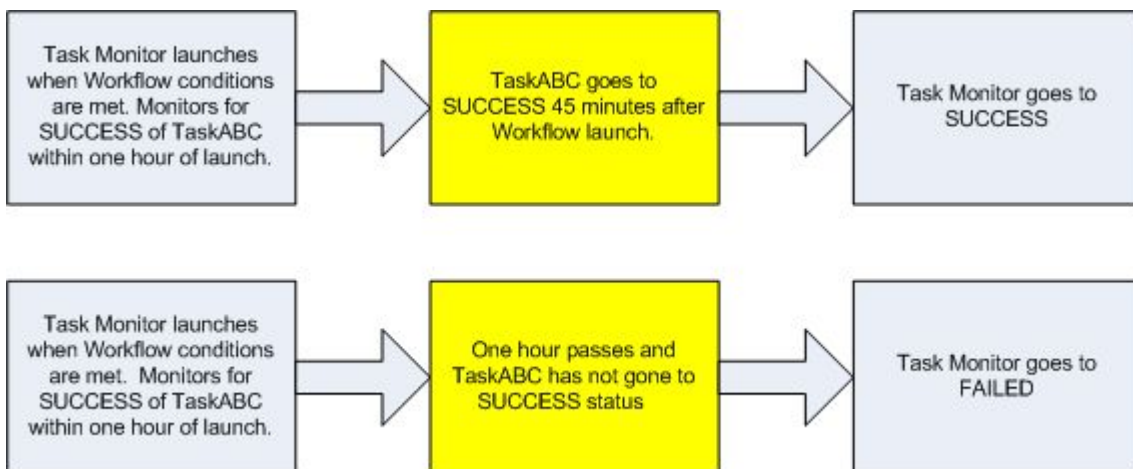 Task Monitor launches
when Workflow conditions
are met. Monitors for
SUCCESS of TaskABC
within one hour of launch.
TaskABC goes to
SUCCESS 45 minutes after
Workflow launch.
Task Monitor goes to
SUCCESS
Task Monitor launches
when Workflow conditions
are met.  Monitors for
SUCCESS of TaskABC
within one hour of launch.
One hour passes and
TaskABC has not gone to
SUCCESS status
Task Monitor goes to
FAILED